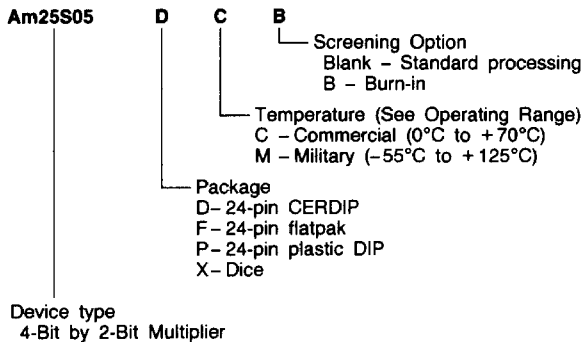 Am25S05 D C B
Screening Option
Blank – Standard processing
B – Burn-in
Temperature (See Operating Range)
C – Commercial (0°C to +70°C)
M – Military (–55°C to +125°C)
Package
D– 24-pin CERDIP
F – 24-pin flatpak
P – 24-pin plastic DIP
X – Dice
Device type
4-Bit by 2-Bit Multiplier